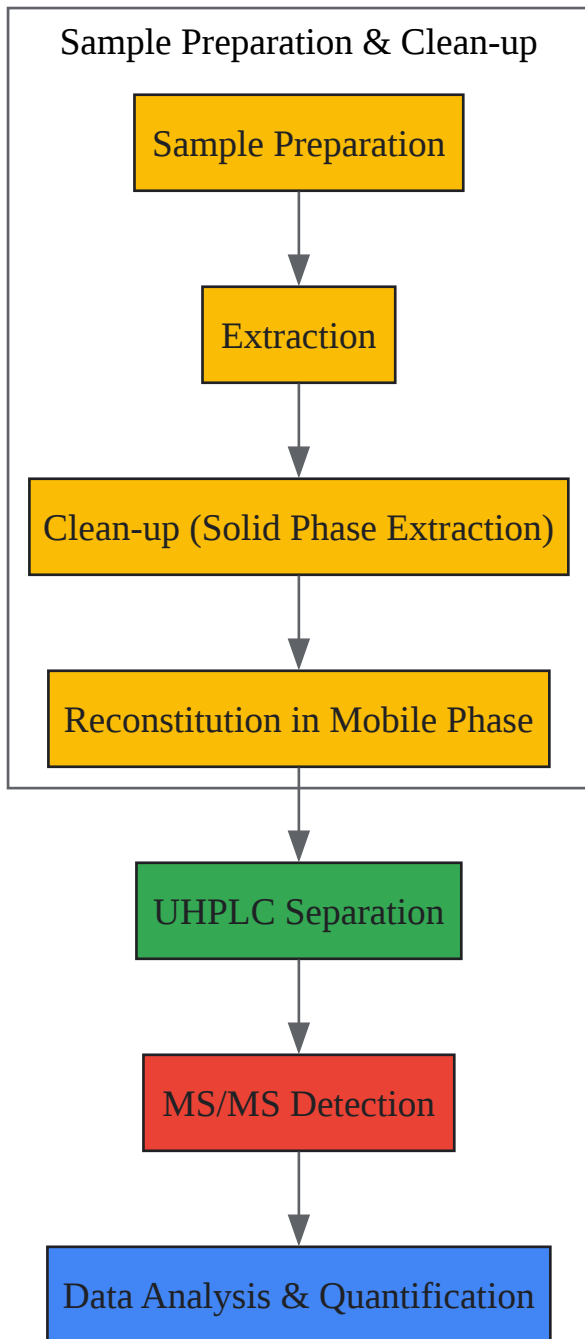 Sample Preparation & Clean-up
Sample Preparation
Extraction
Clean-up (Solid Phase Extraction)
Reconstitution in Mobile Phase
UHPLC Separation
MS/MS Detection
Data Analysis & Quantification